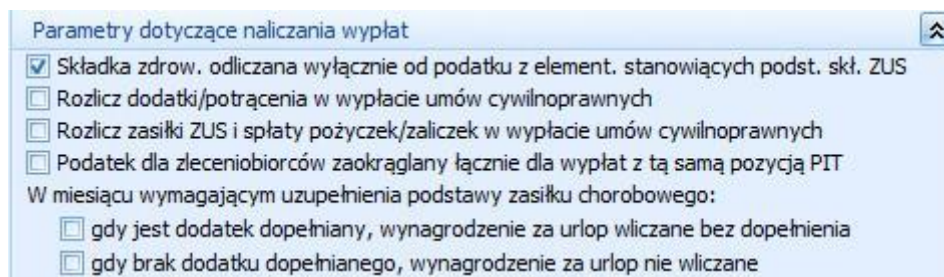 Parametry dotyczące naliczania wypłat
Składka zdrow. odliczana wyłącznie od podatku z element. stanowiących podst. skł. ZUS
Rozlicz dodatki/potrącenia w wypłacie umów cywilnoprawnych
Rozlicz zasiłki ZUS i spłaty pożyczek/zaliczek w wypłacie umów cywilnoprawnych
Podatek dla zleceniobiorców zaokrąglany łącznie dla wypłat z tą samą pozycją PIT
W miesiącu wymagającym uzupełnienia podstawy zasiłku chorobowego:
gdy jest dodatek dopełniany, wynagrodzenie za urlop wliczane bez dopełnienia
gdy brak dodatku dopełnianego, wynagrodzenie za urlop nie wliczane